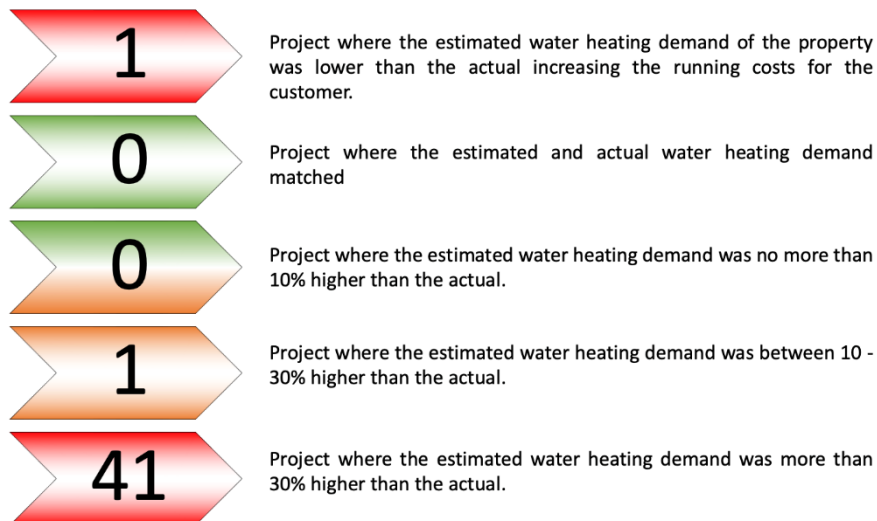 1
Project where the estimated water heating demand of the property
was lower than the actual increasing the running costs for the
customer.
0
Project where the estimated and actual water heating demand
matched
0
Project where the estimated water heating demand was no more than
10% higher than the actual.
1
Project where the estimated water heating demand was between 10 -
30% higher than the actual.
41
Project where the estimated water heating demand was more than
30% higher than the actual.